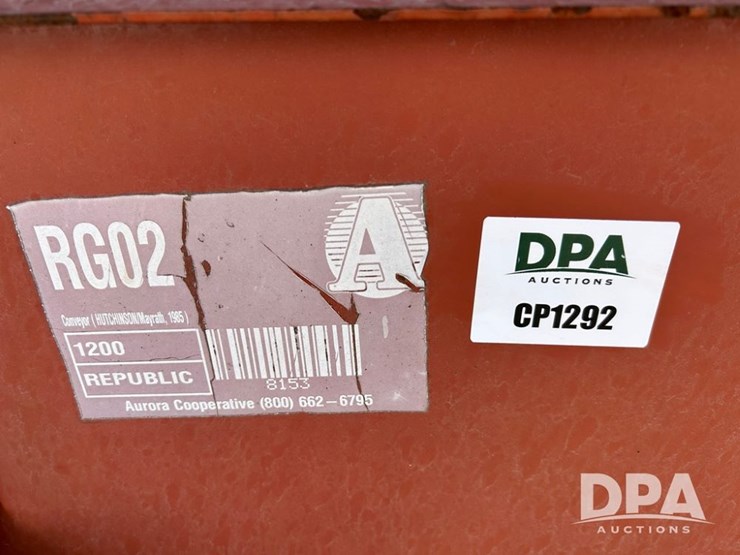 RG02
A
Conveyor ( HUTCHINSON/Mayrath, 1985 )
1200
REPUBLIC
8153
Aurora Cooperative (800) 662-6795
DPA
AUCTIONS
CP1292
DPA
AUCTIONS